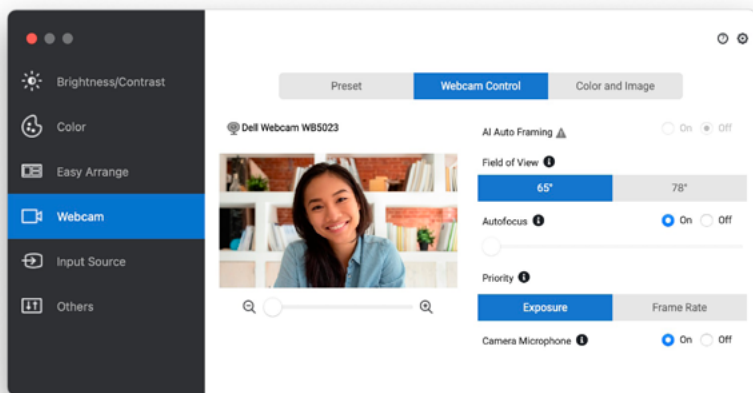 Brightness/Contrast
Color
Easy Arrange
Webcam
Input Source
Others
Preset
Webcam Control
Color and Image
Dell Webcam WB5023
AI Auto Framing
On
Off
Field of View
65°
78°
Autofocus
On
Off
Priority
Exposure
Frame Rate
Camera Microphone
On
Off